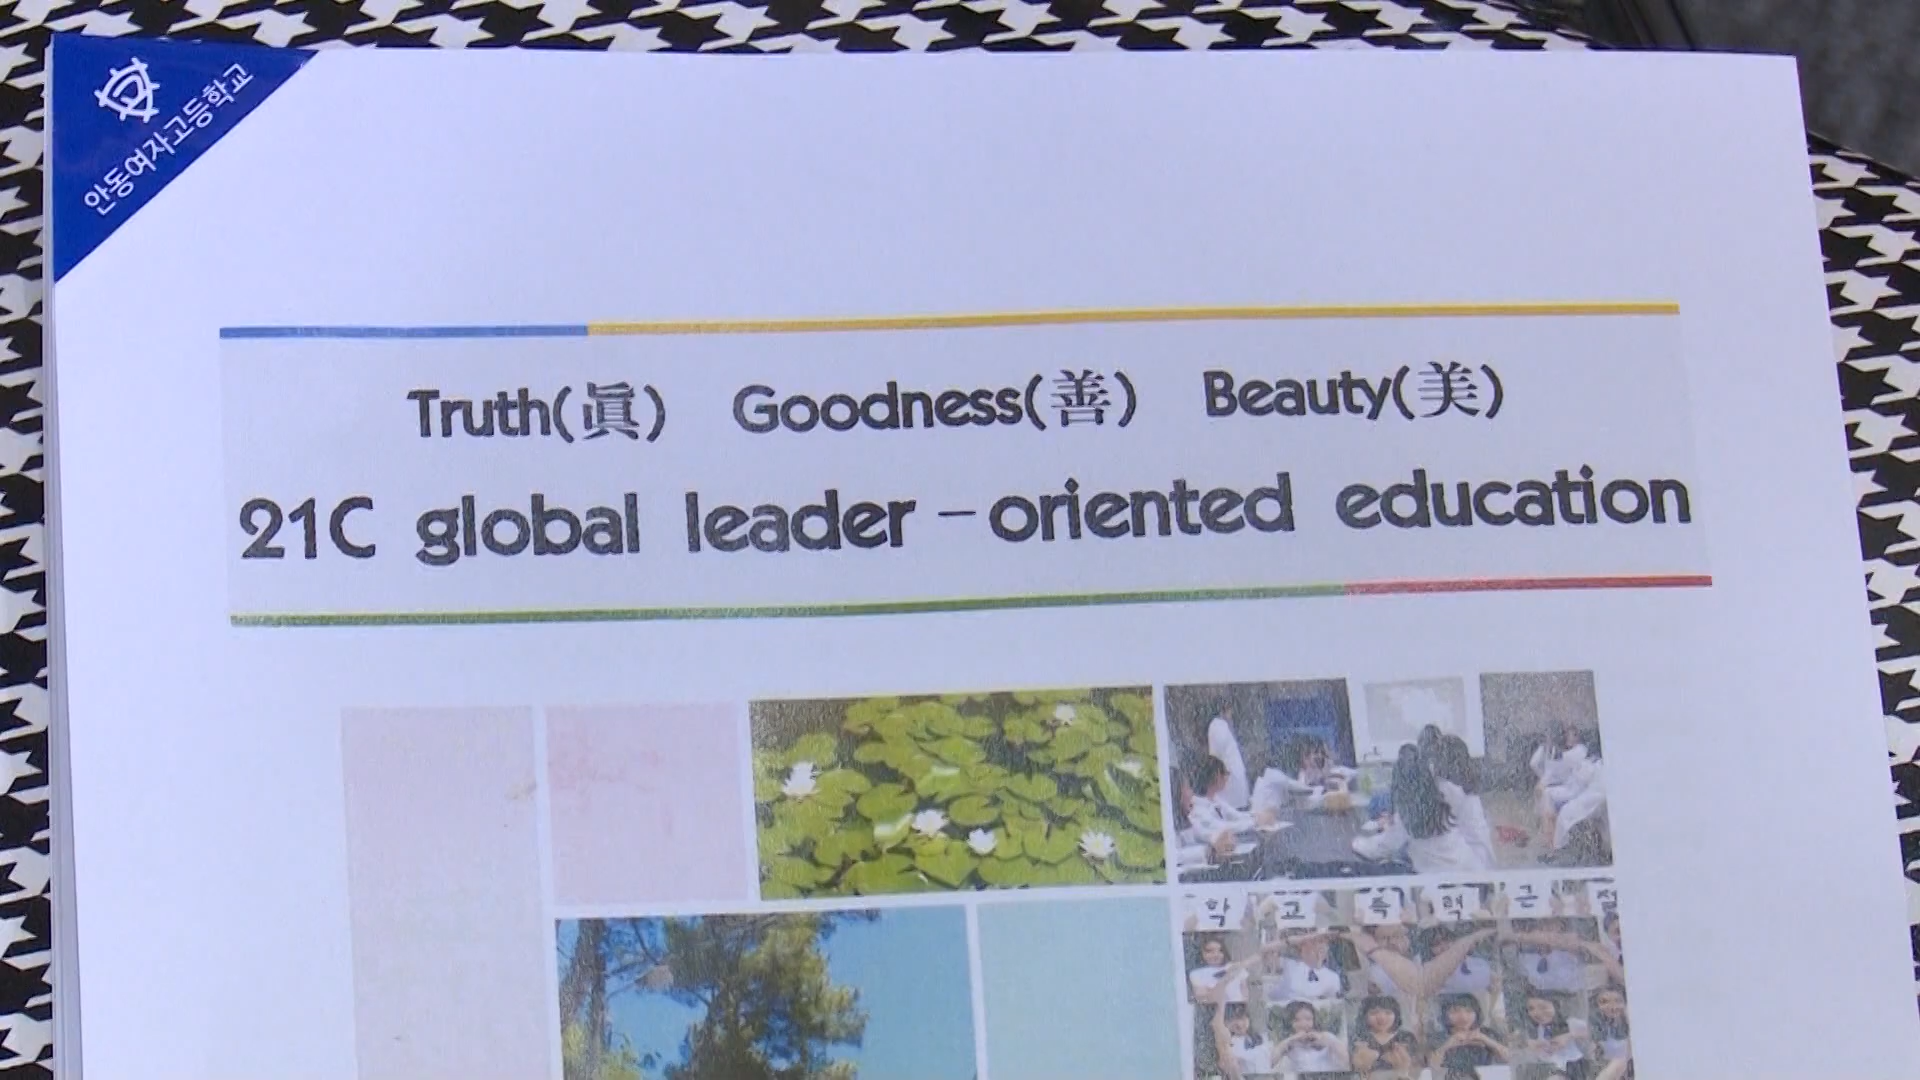 안동여자고등학교
Truth(眞) Goodness(善) Beauty(美)
21C global leader - oriented education
학 교 폭 력 근 절